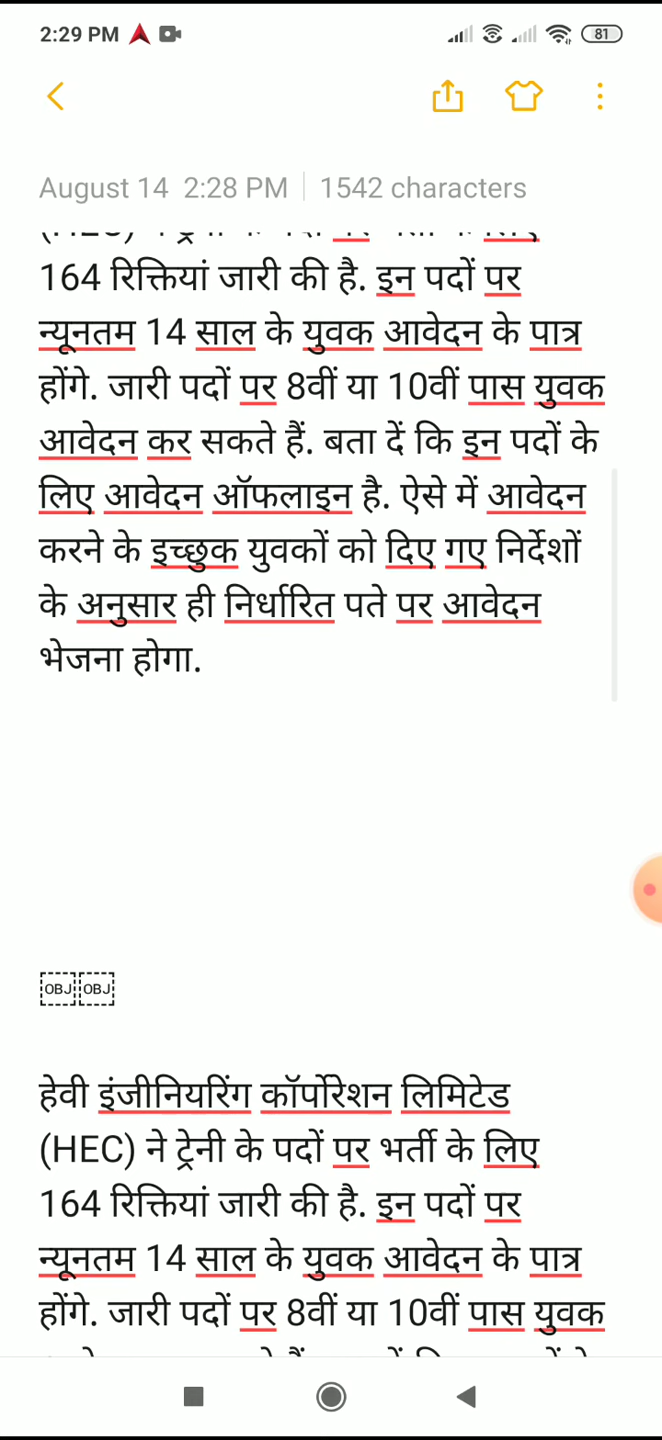 2:29 PM 81
August 14 2:28 PM | 1542 characters
164 रिक्तियां जारी की है. इन पदों पर
न्यूनतम 14 साल के युवक आवेदन के पात्र
होंगे. जारी पदों पर 8वीं या 10वीं पास युवक
आवेदन कर सकते हैं. बता दें कि इन पदों के
लिए आवेदन ऑफलाइन है. ऐसे में आवेदन
करने के इच्छुक युवकों को दिए गए निर्देशों
के अनुसार ही निर्धारित पते पर आवेदन
भेजना होगा.
OBJ OBJ
हेवी इंजीनियरिंग कॉर्पोरेशन लिमिटेड
(HEC) ने ट्रेनी के पदों पर भर्ती के लिए
164 रिक्तियां जारी की है. इन पदों पर
न्यूनतम 14 साल के युवक आवेदन के पात्र
होंगे. जारी पदों पर 8वीं या 10वीं पास युवक